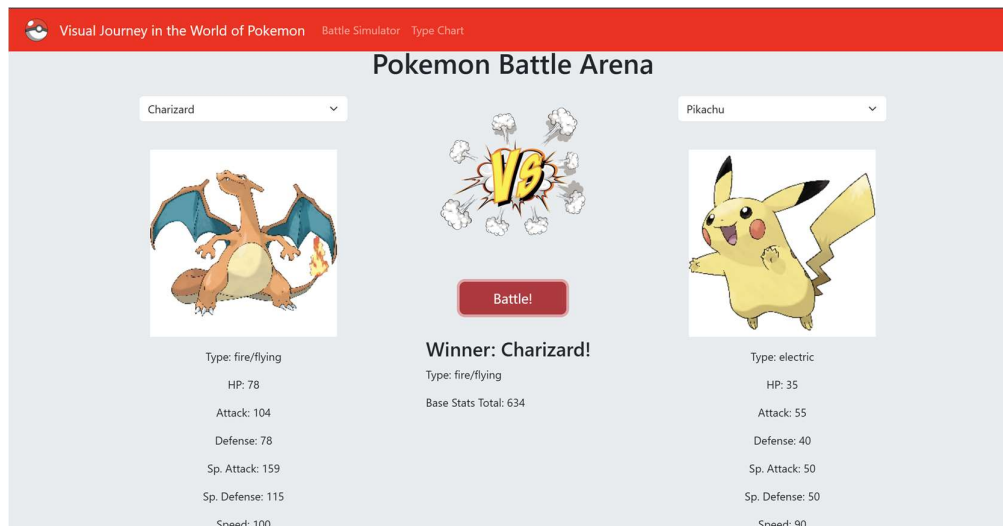 Visual Journey in the World of Pokemon Battle Simulator Type Chart
Pokemon Battle Arena
Charizard
Pikachu
VS
Battle!
Winner: Charizard!
Type: fire/flying
Base Stats Total: 634
Type: fire/flying
HP: 78
Attack: 104
Defense: 78
Sp. Attack: 159
Sp. Defense: 115
Speed: 100
Type: electric
HP: 35
Attack: 55
Defense: 40
Sp. Attack: 50
Sp. Defense: 50
Speed: 90